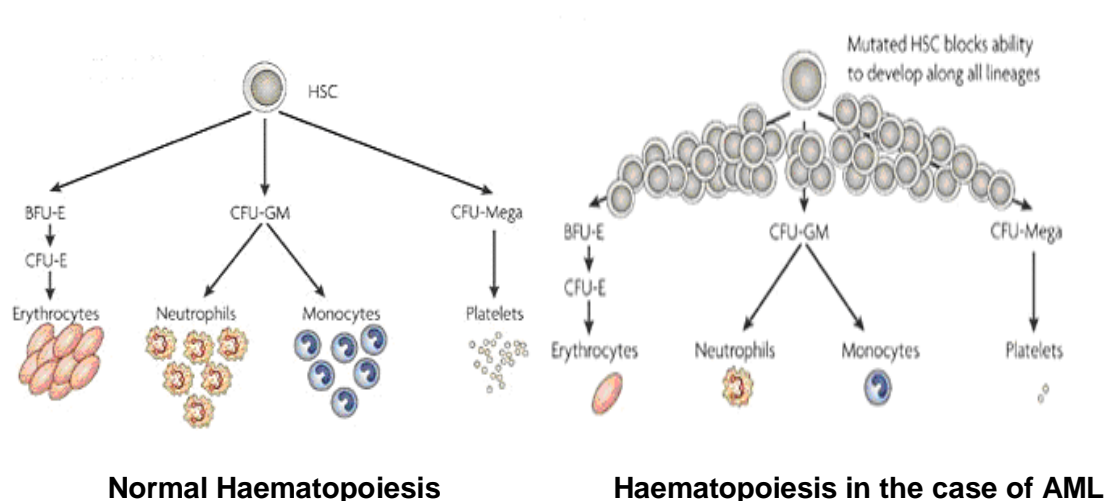 HSC
BFU-E
CFU-E
Erythrocytes
CFU-GM
Neutrophils
Monocytes
CFU-Mega
Platelets
Normal Haematopoiesis
Mutated HSC blocks ability
to develop along all lineages
BFU-E
CFU-E
Erythrocytes
CFU-GM
Neutrophils
Monocytes
CFU-Mega
Platelets
Haematopoiesis in the case of AML